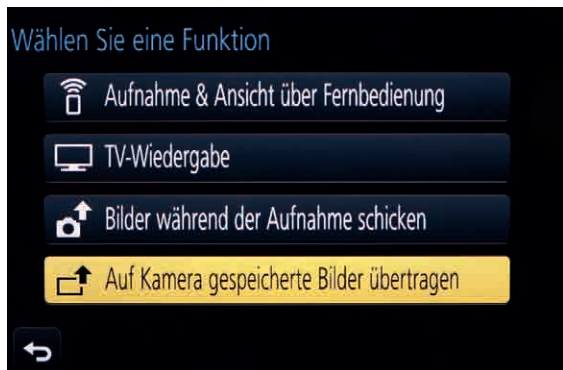 Wählen Sie eine Funktion
Aufnahme & Ansicht über Fernbedienung
TV-Wiedergabe
Bilder während der Aufnahme schicken
Auf Kamera gespeicherte Bilder übertragen